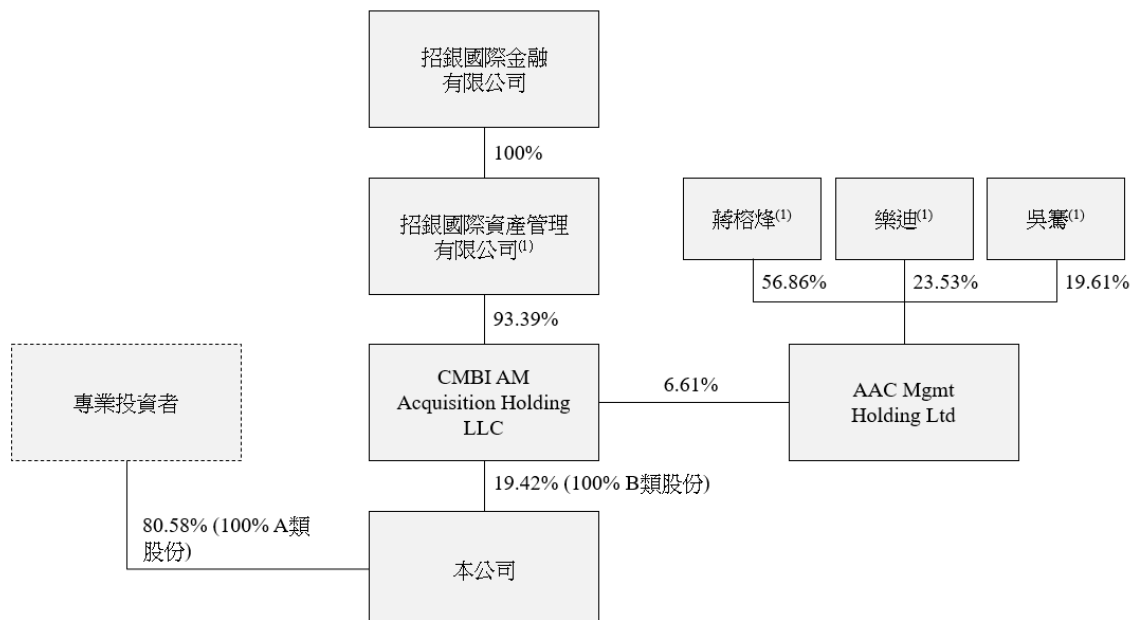 招銀國際金融
有限公司
100%
招銀國際資產管理
有限公司(1)
蔣榕烽(1)
樂迪(1)
吳騫(1)
56.86%
23.53%
19.61%
93.39%
專業投資者
CMBI AM
Acquisition Holding
LLC
6.61%
AAC Mgmt
Holding Ltd
19.42% (100% B類股份)
80.58% (100% A類
股份)
本公司